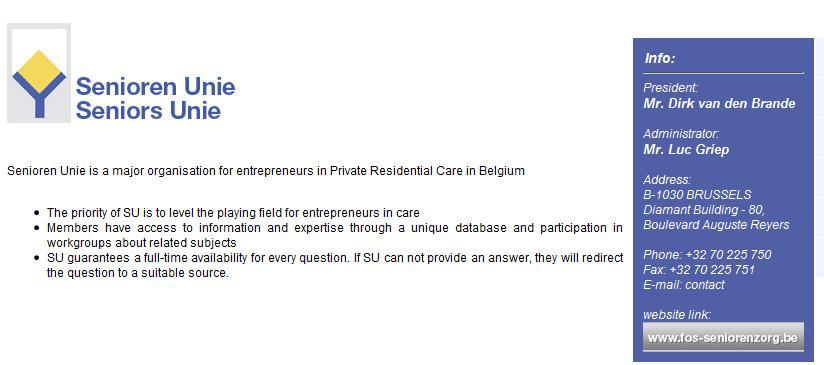 Senioren Unie
Seniors Unie
Senioren Unie is a major organisation for entrepreneurs in Private Residential Care in Belgium
• The priority of SU is to level the playing field for entrepreneurs in care
• Members have access to information and expertise through a unique database and participation in
workgroups about related subjects
• SU guarantees a full-time availability for every question. If SU can not provide an answer, they will redirect
the question to a suitable source.
Info:
President:
Mr. Dirk van den Brande
Administrator:
Mr. Luc Griep
Address:
B-1030 BRUSSELS
Diamant Building - 80,
Boulevard Auguste Reyers
Phone: +32 70 225 750
Fax: +32 70 225 751
E-mail: contact
website link:
www.fos-seniorenzorg.be